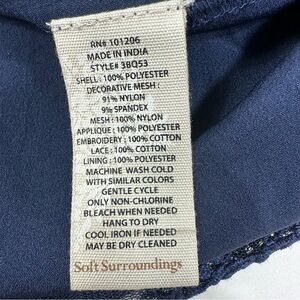 RN# 101206
MADE IN INDIA
STYLE# 3BQ53
SHELL : 100% POLYESTER
DECORATIVE MESH :
91% NYLON
9% SPANDEX
MESH : 100% NYLON
APPLIQUE : 100% POLYESTER
EMBROIDERY : 100% COTTON
LACE : 100% COTTON
LINING : 100% POLYESTER
MACHINE WASH COLD
WITH SIMILAR COLORS
GENTLE CYCLE
ONLY NON-CHLORINE
BLEACH WHEN NEEDED
HANG TO DRY
COOL IRON IF NEEDED
MAY BE DRY CLEANED
Soft Surroundings